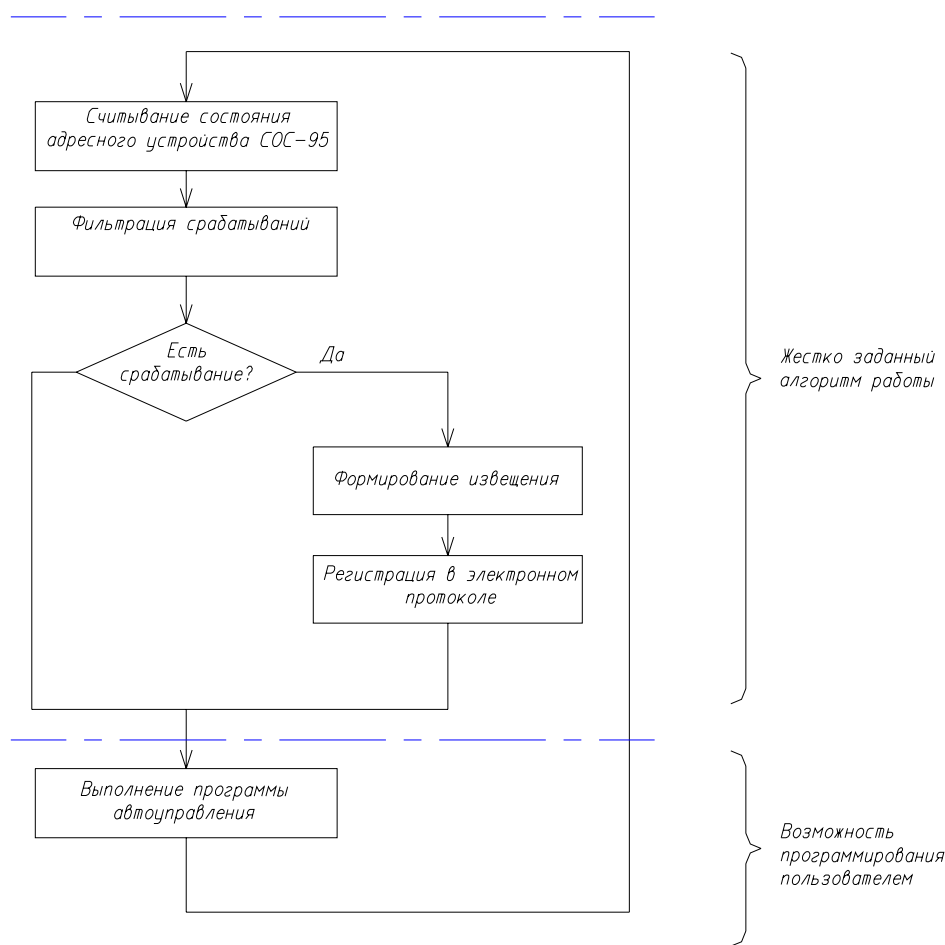 Считывание состояния
адресного устройства СОС-95
Фильтрация срабатываний
Есть
срабатывание?
Да
Формирование извещения
Регистрация в электронном
протоколе
Жестко заданный
алгоритм работы
Выполнение программы
автоуправления
Возможность
программирования
пользователем